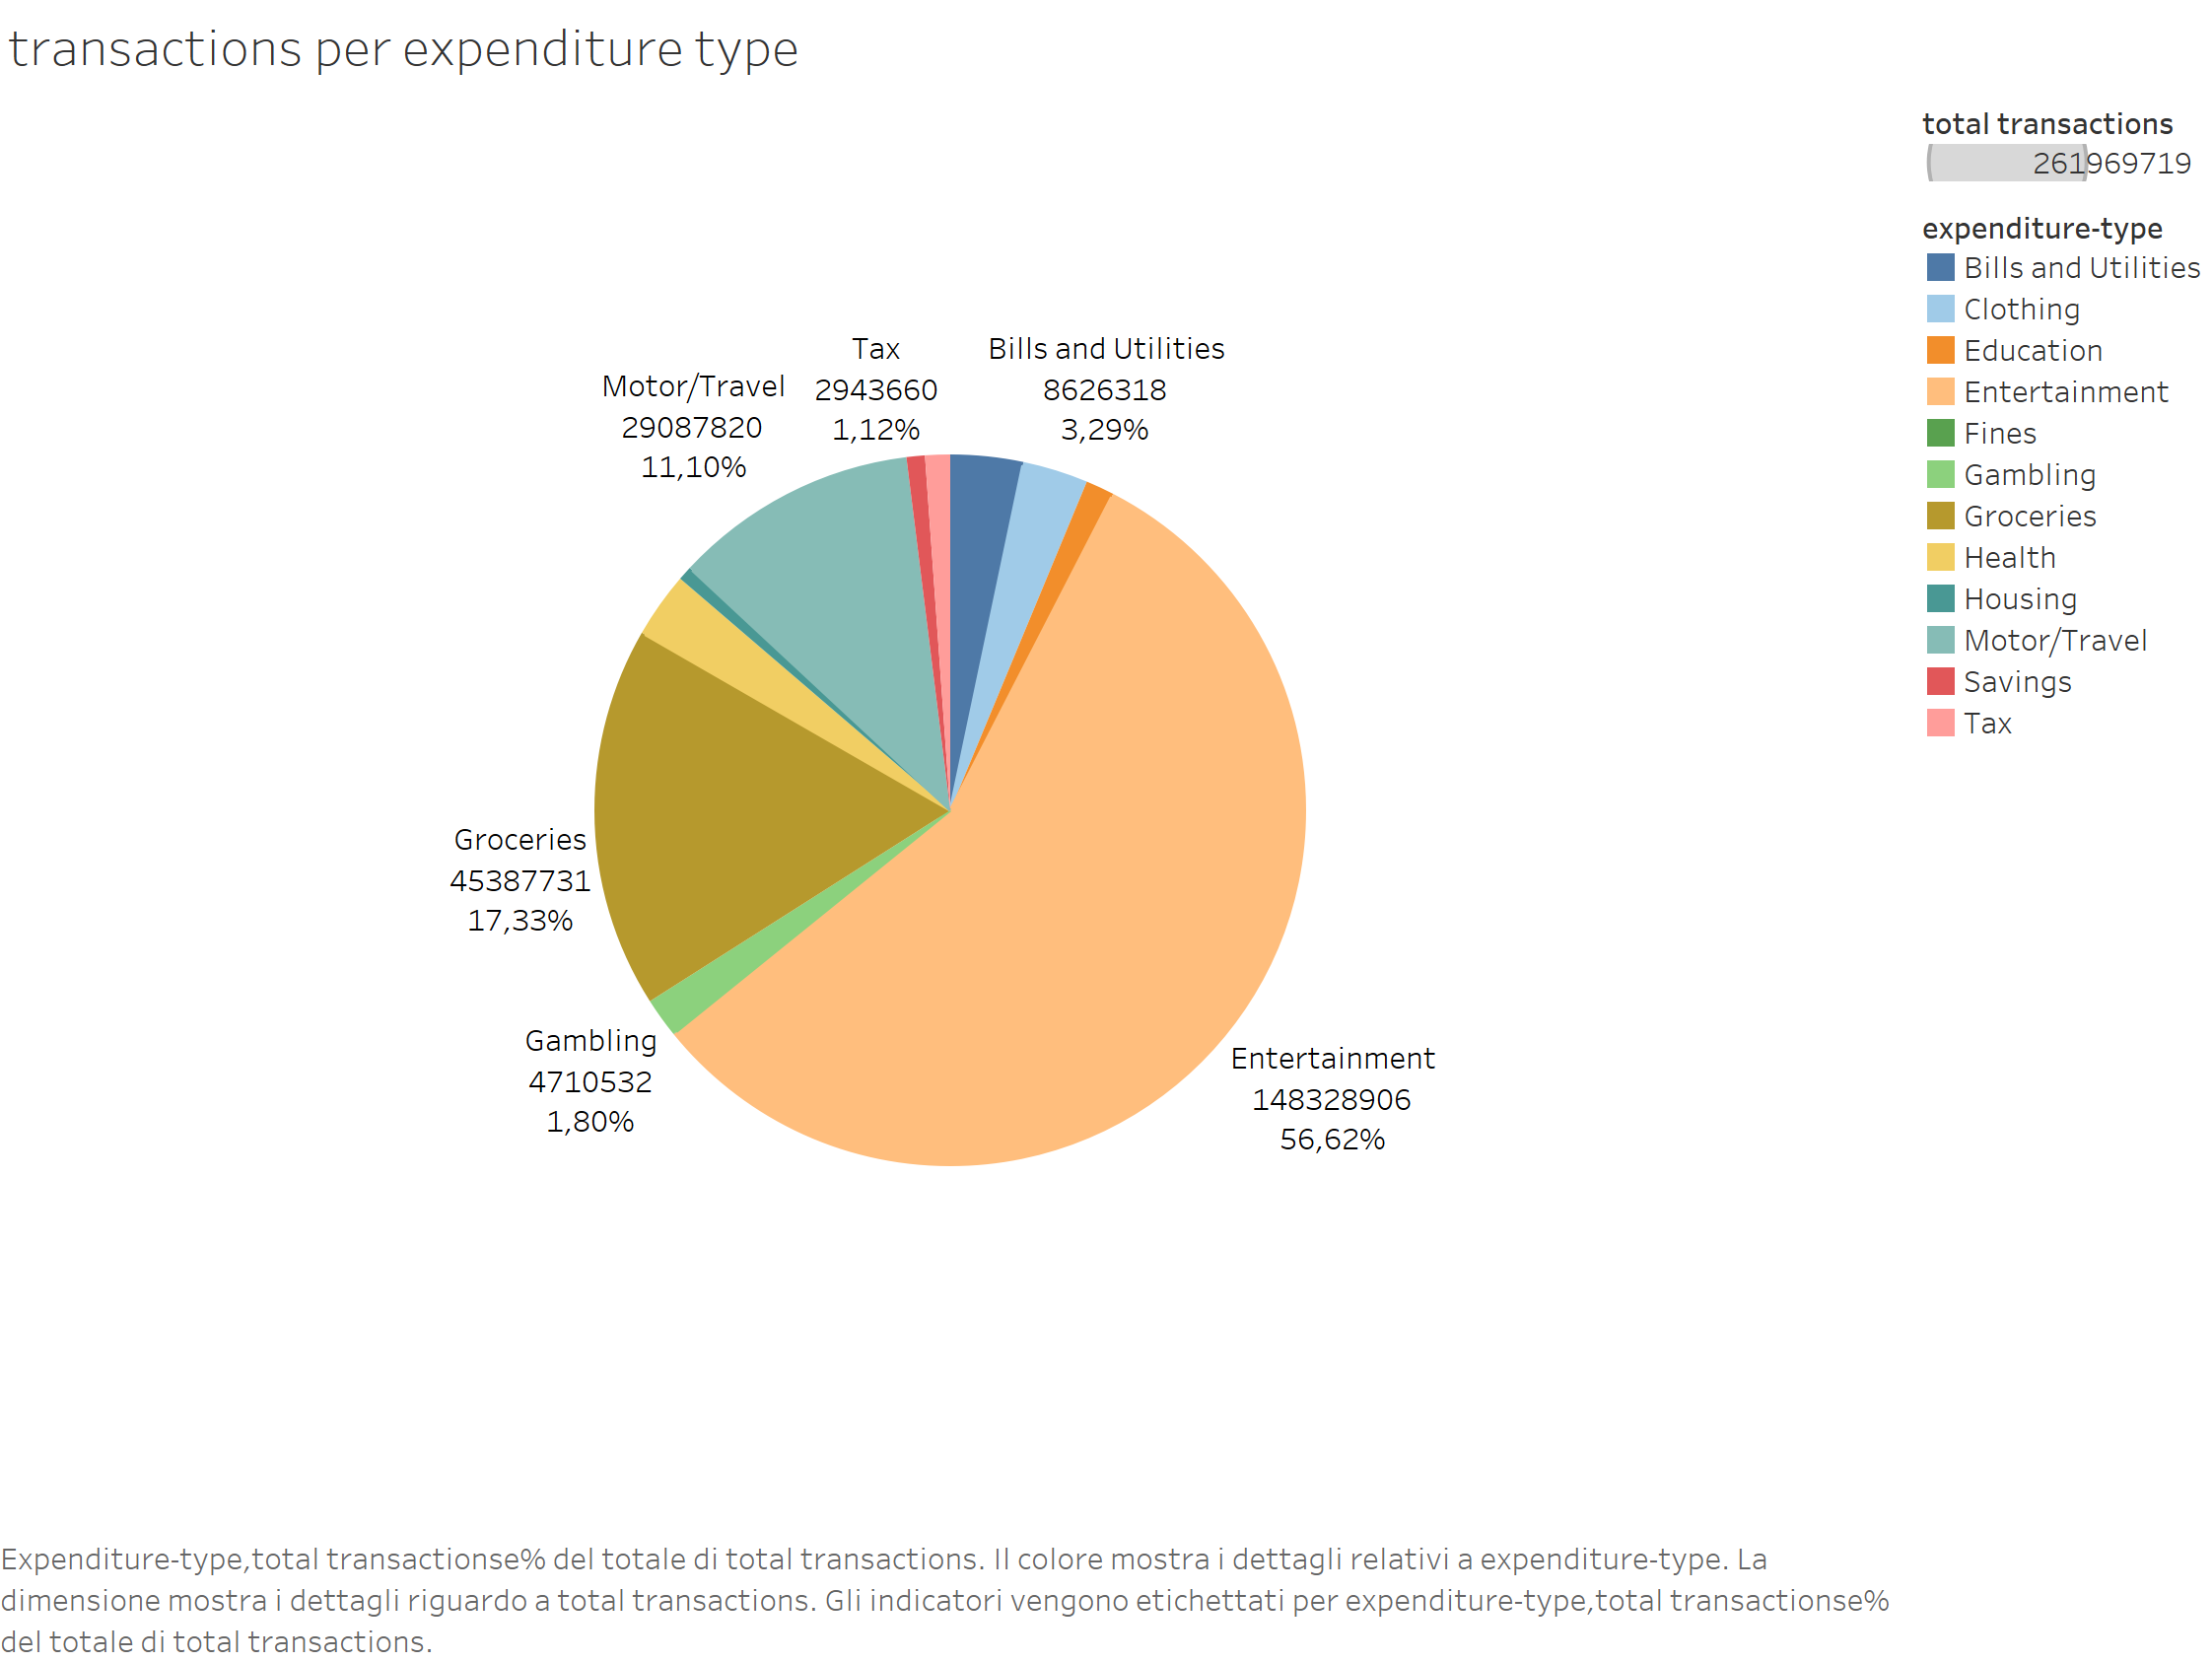 transactions per expenditure type
total transactions
261969719
expenditure-type
Bills and Utilities
Clothing
Education
Entertainment
Fines
Gambling
Groceries
Health
Housing
Motor/Travel
Savings
Tax
Tax
2943660
1,12%
Bills and Utilities
8626318
3,29%
Motor/Travel
29087820
11,10%
Groceries
45387731
17,33%
Gambling
4710532
1,80%
Entertainment
148328906
56,62%
Expenditure-type,total transactionse% del totale di total transactions. Il colore mostra i dettagli relativi a expenditure-type. La
dimensione mostra i dettagli riguardo a total transactions. Gli indicatori vengono etichettati per expenditure-type,total transactionse%
del totale di total transactions.